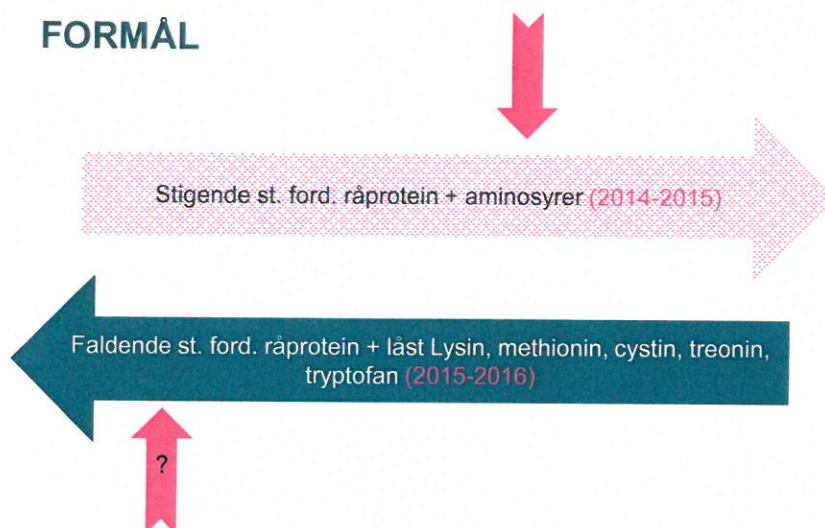 FORMÅL
Stigende st. ford. råprotein + aminosyrer (2014-2015)
Faldende st. ford. råprotein + låst Lysin, methionin, cystin, treonin,
tryptofan (2015-2016)
?